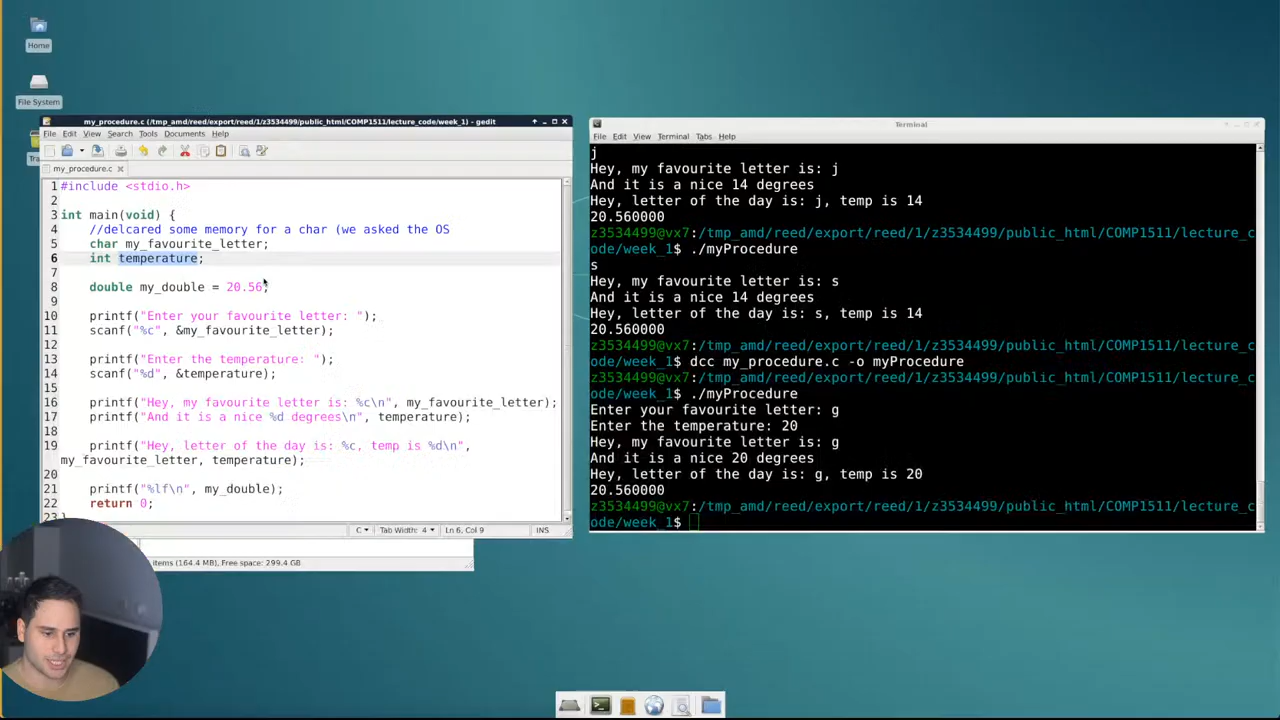 Home
File System
my_procedure.c (/tmp_amd/reed/export/reed/1/z3534499/public_html/COMP1511/lecture_code/week_1) - gedit
File Edit View Search Tools Documents Help
my_procedure.c
1 #include <stdio.h>
2
3 int main(void) {
4 //delcared some memory for a char (we asked the OS
5 char my_favourite_letter;
6 int temperature;
7
8 double my_double = 20.56;
9
10 printf("Enter your favourite letter: ");
11 scanf("%c", &my_favourite_letter);
12
13 printf("Enter the temperature: ");
14 scanf("%d", &temperature);
15
16 printf("Hey, my favourite letter is: %c\n", my_favourite_letter);
17 printf("And it is a nice %d degrees\n", temperature);
18
19 printf("Hey, letter of the day is: %c, temp is %d\n",
my_favourite_letter, temperature);
20
21 printf("%lf\n", my_double);
22 return 0;
23 }
C Tab Width: 4 Ln 6, Col 9 INS
items (164.4 MB), Free space: 299.4 GB
Terminal
File Edit View Terminal Tabs Help
j
Hey, my favourite letter is: j
And it is a nice 14 degrees
Hey, letter of the day is: j, temp is 14
20.560000
z3534499@vx7:/tmp_amd/reed/export/reed/1/z3534499/public_html/COMP1511/lecture_c
ode/week_1$ ./myProcedure
s
Hey, my favourite letter is: s
And it is a nice 14 degrees
Hey, letter of the day is: s, temp is 14
20.560000
z3534499@vx7:/tmp_amd/reed/export/reed/1/z3534499/public_html/COMP1511/lecture_c
ode/week_1$ dcc my_procedure.c -o myProcedure
z3534499@vx7:/tmp_amd/reed/export/reed/1/z3534499/public_html/COMP1511/lecture_c
ode/week_1$ ./myProcedure
Enter your favourite letter: g
Enter the temperature: 20
Hey, my favourite letter is: g
And it is a nice 20 degrees
Hey, letter of the day is: g, temp is 20
20.560000
z3534499@vx7:/tmp_amd/reed/export/reed/1/z3534499/public_html/COMP1511/lecture_c
ode/week_1$